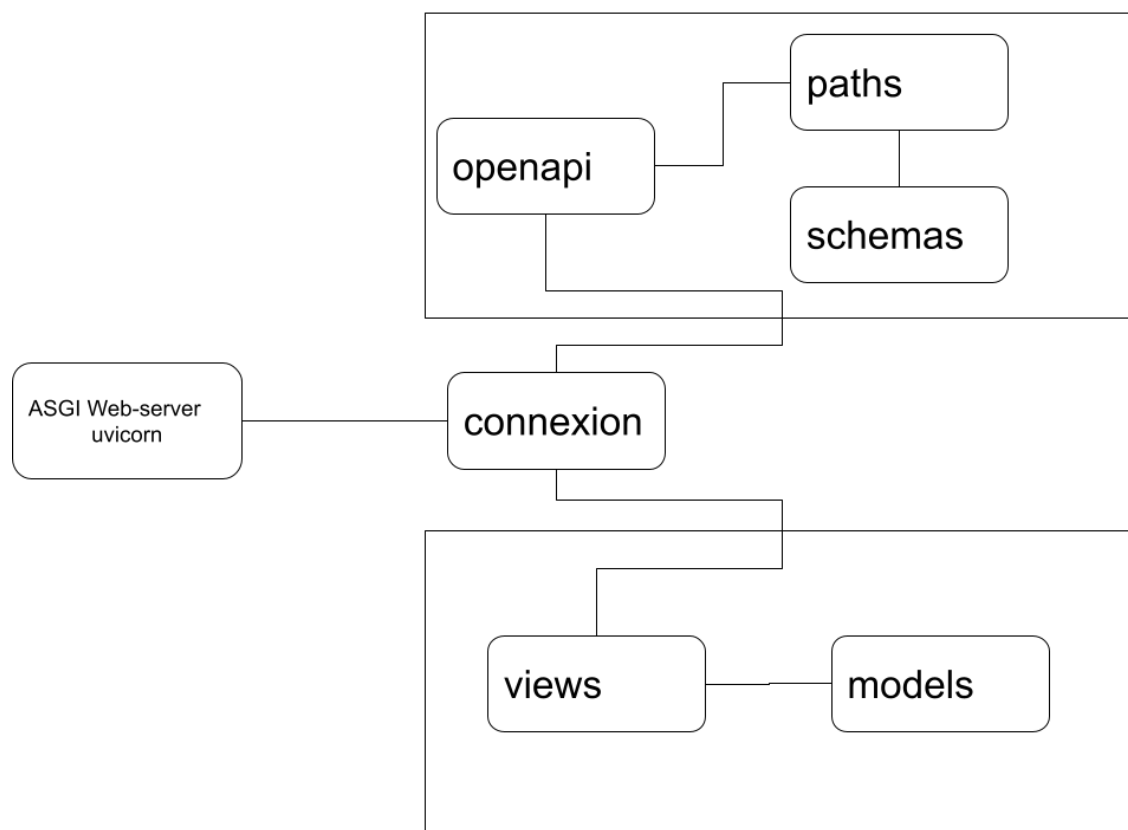 paths
openapi
schemas
ASGI Web-server
uvicorn
connexion
views
models